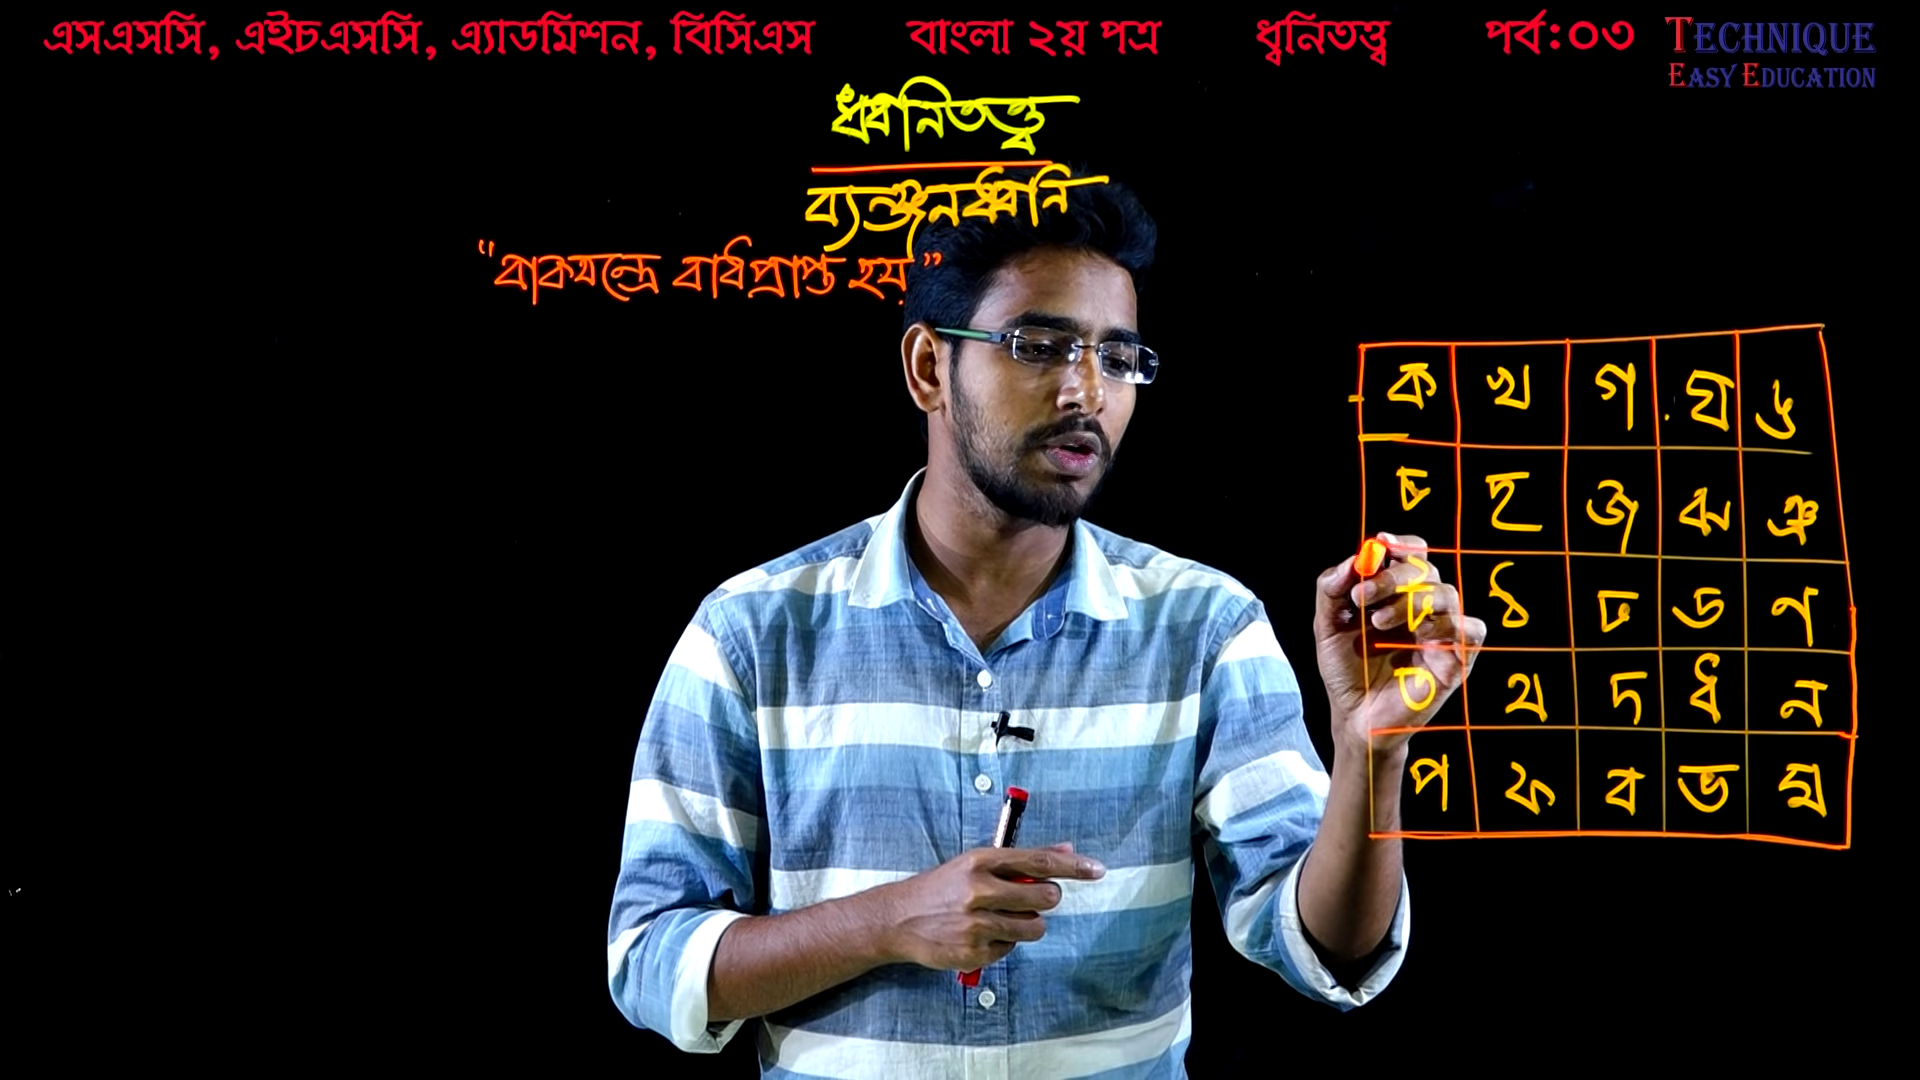 এসএসসি, এইচএসসি, এ্যাডমিশন, বিসিএস বাংলা ২য় পত্র ধ্বনিতত্ত্ব পর্ব:০৩ TECHNIQUE
EASY EDUCATION
ধ্বনিতত্ত্ব
ব্যঞ্জনধ্বনি
“বাকযন্ত্রে বাধাপ্রাপ্ত হয়”
ক খ গ ঘ ঙ
চ ছ জ ঝ ঞ
ট ঠ ঢ ড ণ
ত থ দ ধ ন
প ফ ব ভ ম